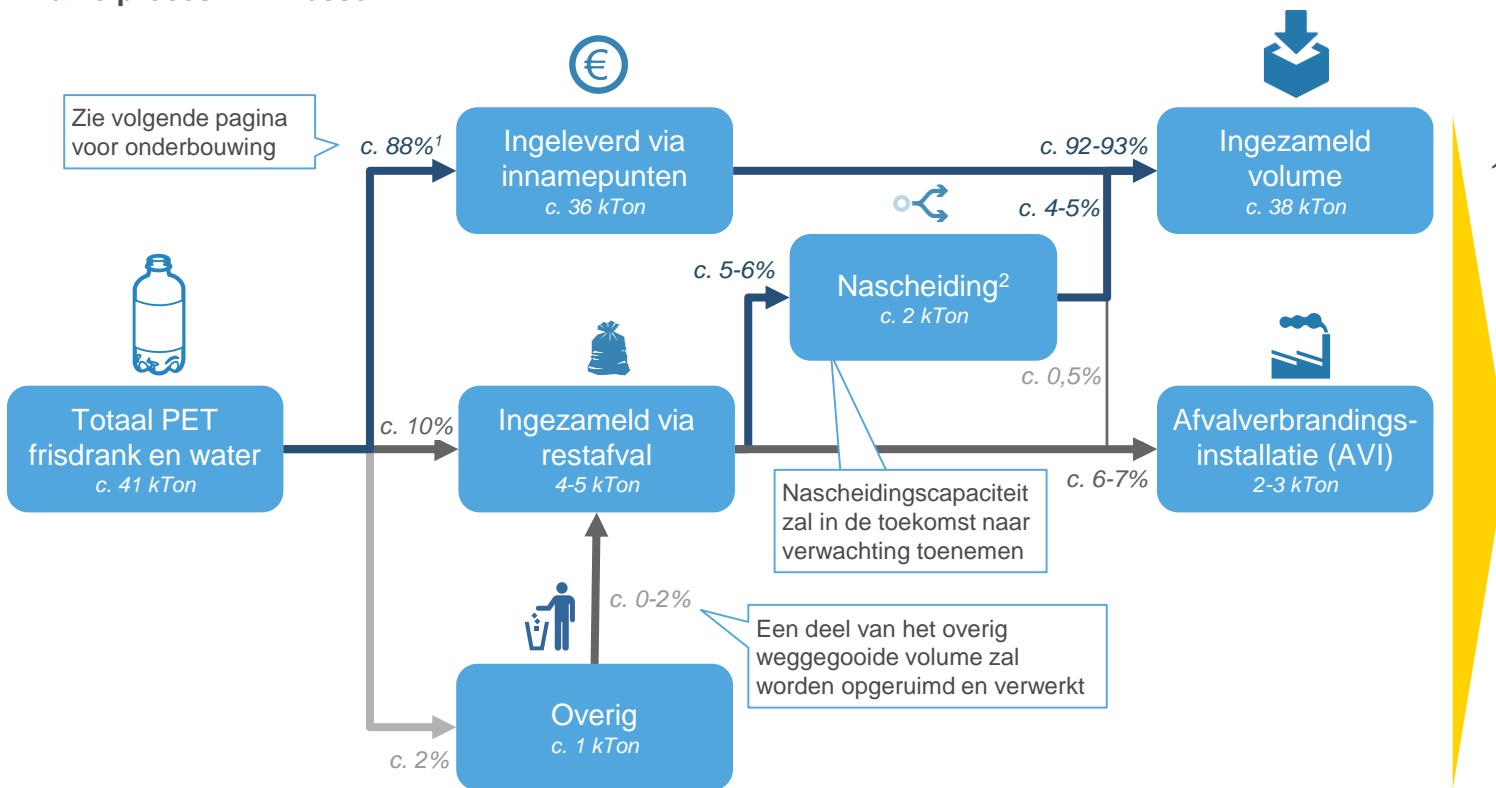 Zie volgende pagina
voor onderbouwing
c. 88%¹
€
Ingeleverd via
innamepunten
c. 36 kTon
c. 92-93%
Ingezameld
volume
c. 38 kTon
c. 4-5%
c. 5-6%
Nascheiding²
c. 2 kTon
c. 0,5%
Totaal PET
frisdrank en water
c. 41 kTon
c. 10%
Ingezameld via
restafval
4-5 kTon
Afvalverbrandings-
installatie (AVI)
2-3 kTon
c. 6-7%
Nascheidingscapaciteit
zal in de toekomst naar
verwachting toenemen
c. 0-2%
Een deel van het overig
weggegooide volume zal
worden opgeruimd en verwerkt
Overig
c. 1 kTon
c. 2%